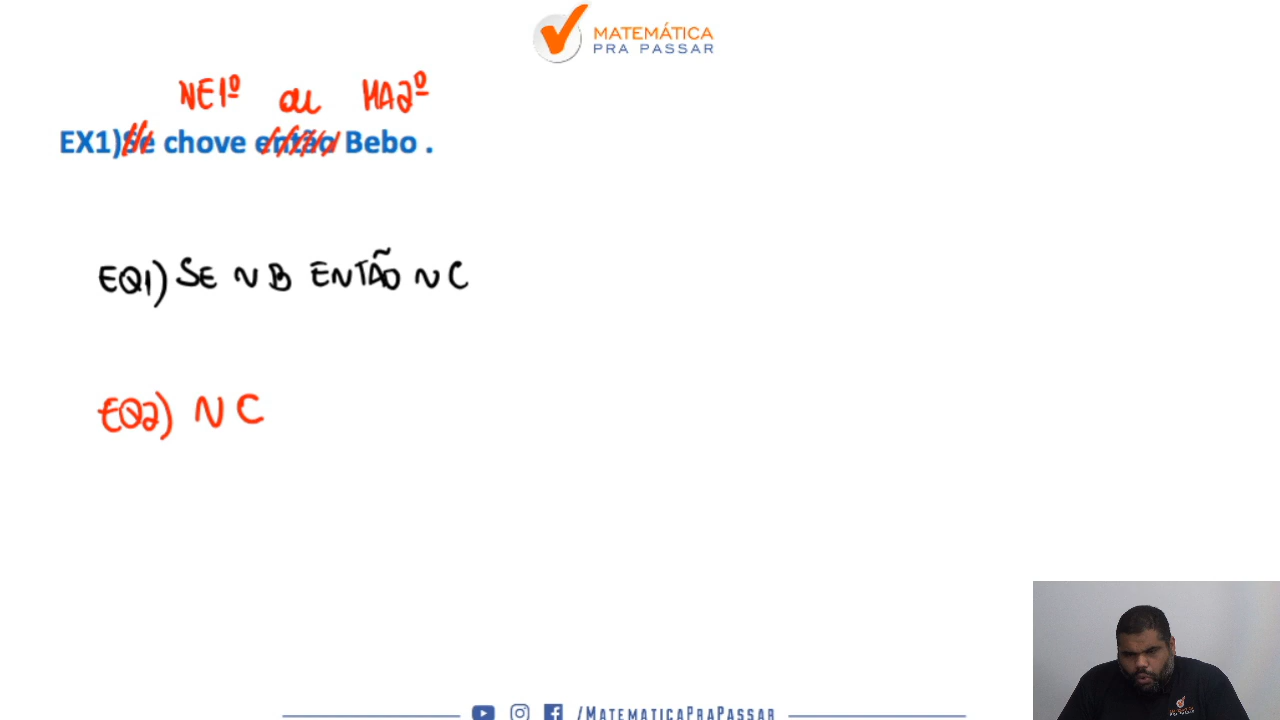 MATEMÁTICA
PRA PASSAR
NE1º ou MA2º
EX1)Se chove então Bebo .
EQ1) SE N B ENTÃO N C
EQ2) N C
/MATEMATICAPRAPASSAR